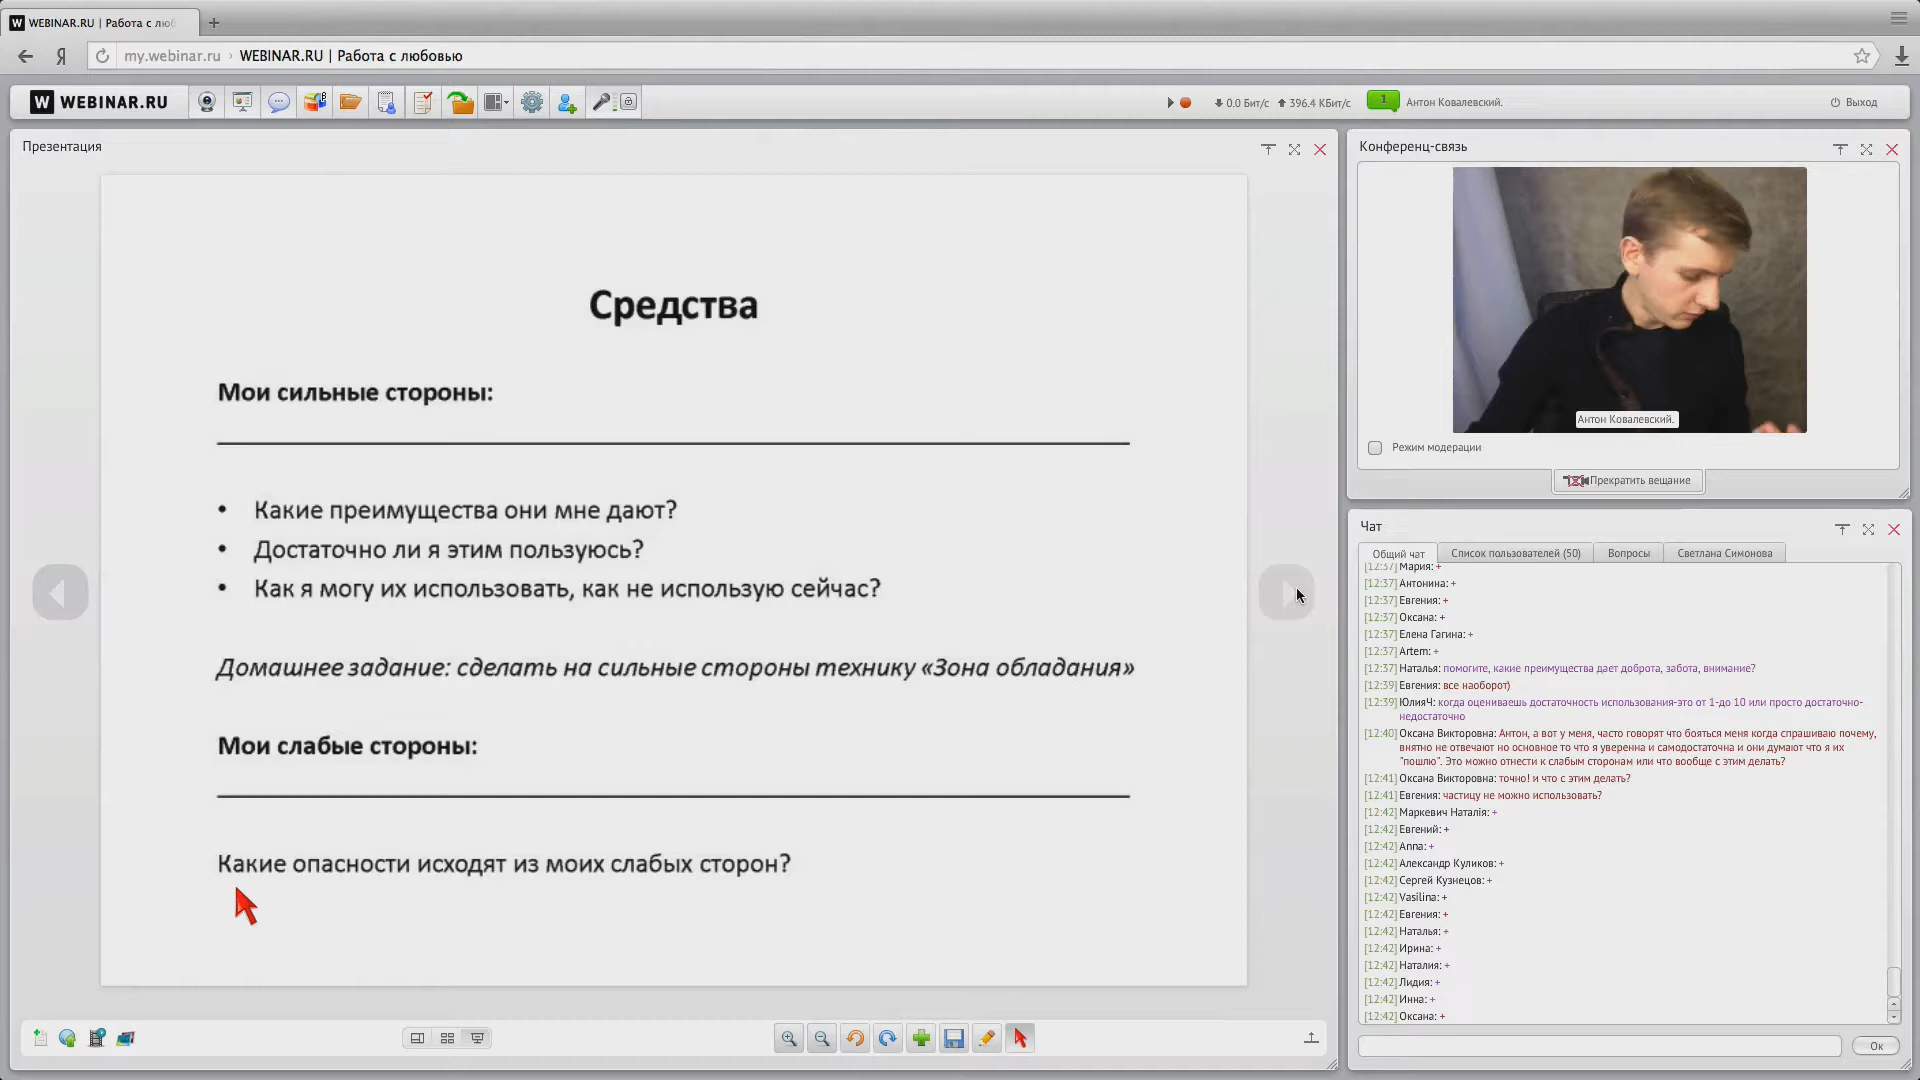 WEBINAR.RU | Работа с люб
my.webinar.ru › WEBINAR.RU | Работа с любовью
W WEBINAR.RU
0.0 Бит/с 396.4 КБит/с
1
Антон Ковалевский.
Выход
Презентация
Средства
Мои сильные стороны:
• Какие преимущества они мне дают?
• Достаточно ли я этим пользуюсь?
• Как я могу их использовать, как не использую сейчас?
Домашнее задание: сделать на сильные стороны технику «Зона обладания»
Мои слабые стороны:
Какие опасности исходят из моих слабых сторон?
Конференц-связь
Антон Ковалевский.
Режим модерации
Прекратить вещание
Чат
Общий чат
Список пользователей (50)
Вопросы
Светлана Симонова
[12:37] Мария: +
[12:37] Антонина: +
[12:37] Евгения: +
[12:37] Оксана: +
[12:37] Елена Гагина: +
[12:37] Artem: +
[12:37] Наталья: помогите, какие преимущества дает доброта, забота, внимание?
[12:39] Евгения: все наоборот)
[12:39] ЮлияЧ: когда оцениваешь достаточность использования-это от 1-до 10 или просто достаточно-
недостаточно
[12:40] Оксана Викторовна: Антон, а вот у меня, часто говорят что бояться меня когда спрашиваю почему,
внятно не отвечают но основное то что я уверенна и самодостаточна и они думают что я их
"пошлю". Это можно отнести к слабым сторонам или что вообще с этим делать?
[12:41] Оксана Викторовна: точно! и что с этим делать?
[12:41] Евгения: частицу не можно использовать?
[12:42] Маркевич Наталія: +
[12:42] Евгений: +
[12:42] Anna: +
[12:42] Александр Куликов: +
[12:42] Сергей Кузнецов: +
[12:42] Vasilina: +
[12:42] Евгения: +
[12:42] Наталья: +
[12:42] Ирина: +
[12:42] Наталия: +
[12:42] Лидия: +
[12:42] Инна: +
[12:42] Оксана: +
Ок